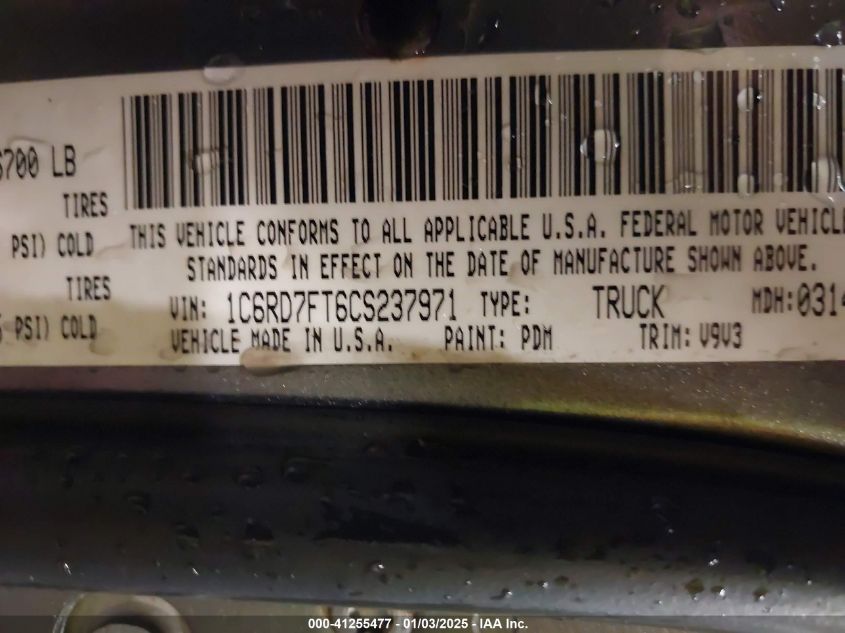 6700 LB
TIRES
PSI) COLD
TIRES
PSI) COLD
THIS VEHICLE CONFORMS TO ALL APPLICABLE U.S.A. FEDERAL MOTOR VEHICLE
STANDARDS IN EFFECT ON THE DATE OF MANUFACTURE SHOWN ABOVE.
VIN: 1C6RD7FT6CS237971 TYPE: TRUCK MDH:0314
VEHICLE MADE IN U.S.A. PAINT: PDM TRIM: V9V3
000-41255477 - 01/03/2025 - IAA Inc.